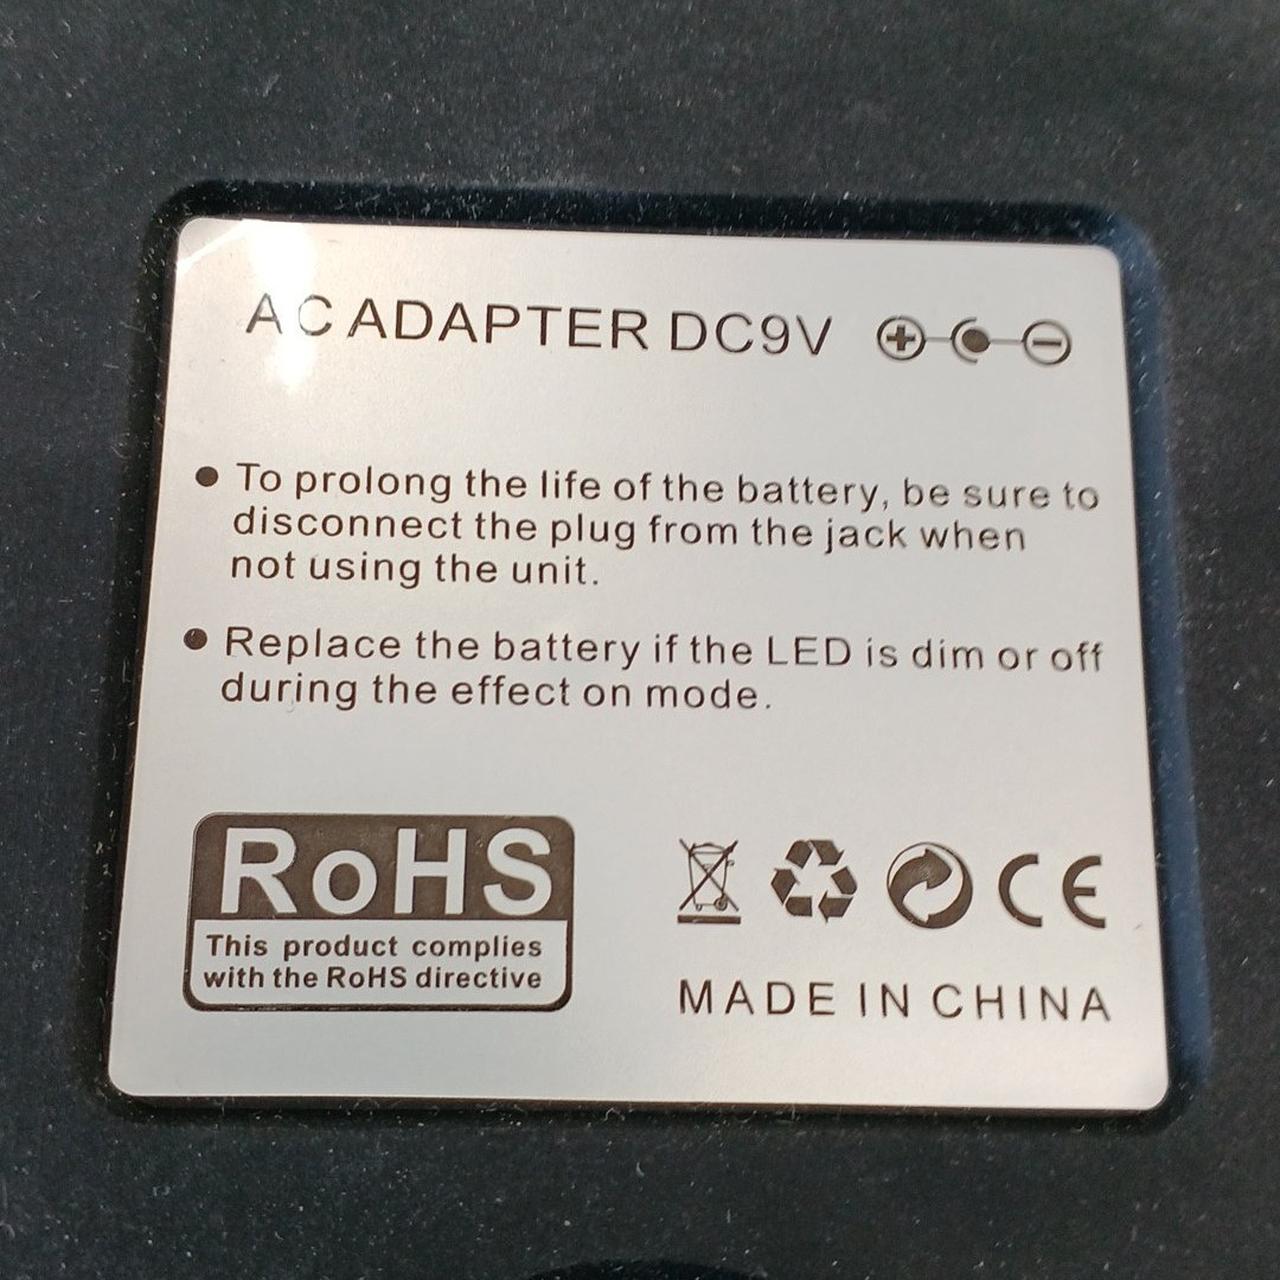 AC ADAPTER DC9V
● To prolong the life of the battery, be sure to
disconnect the plug from the jack when
not using the unit.
● Replace the battery if the LED is dim or off
during the effect on mode.
RoHS
This product complies
with the RoHS directive
CE
MADE IN CHINA